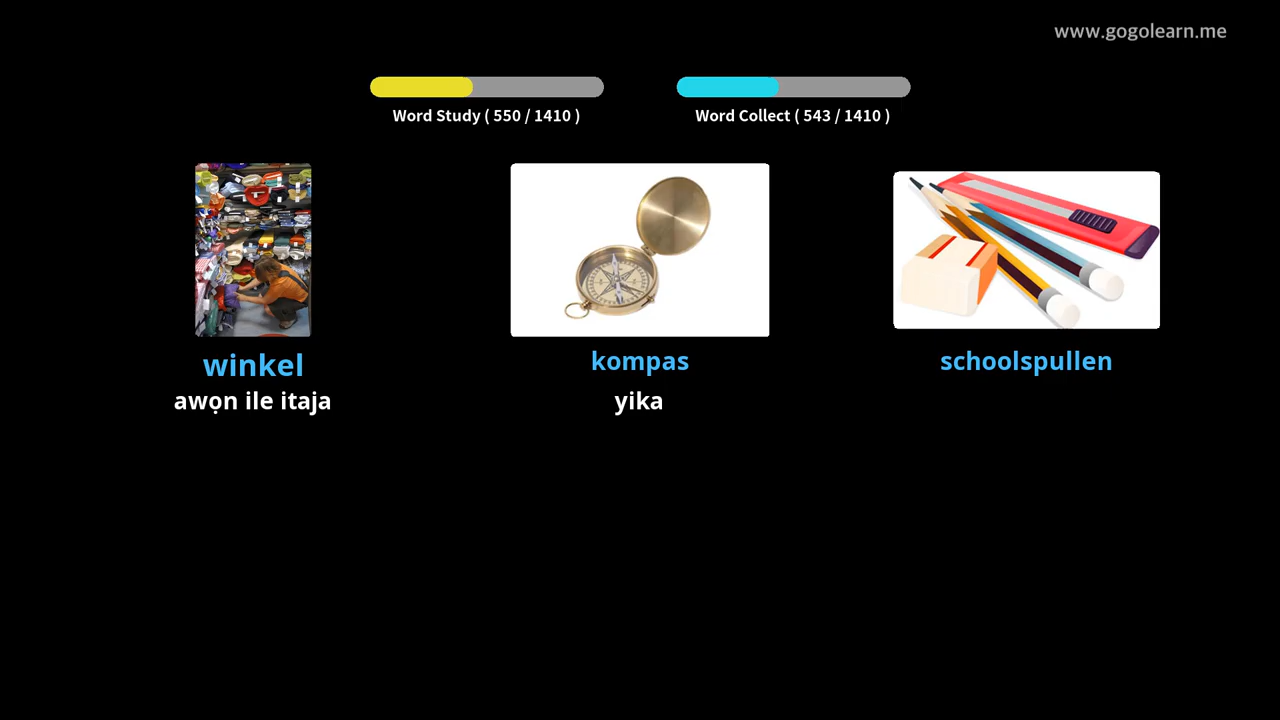 www.gogolearn.me
Word Study ( 550 / 1410 )
Word Collect ( 543 / 1410 )
winkel
kompas
schoolspullen
awọn ile itaja
yika